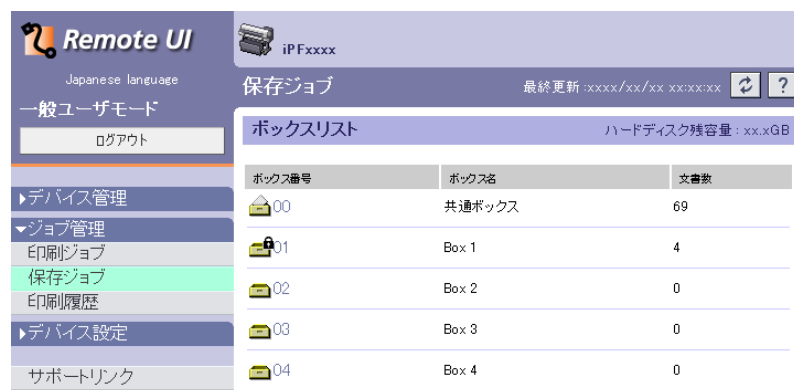 Remote UI
Japanese language
一般ユーザモード
ログアウト
▶デバイス管理
▼ジョブ管理
印刷ジョブ
保存ジョブ
印刷履歴
▶デバイス設定
サポートリンク
iPFxxxx
保存ジョブ 最終更新 :xxxx/xx/xx xx:xx:xx ?
ボックスリスト ハードディスク残容量 : xx.xGB
ボックス番号 ボックス名 文書数
00 共通ボックス 69
01 Box 1 4
02 Box 2 0
03 Box 3 0
04 Box 4 0